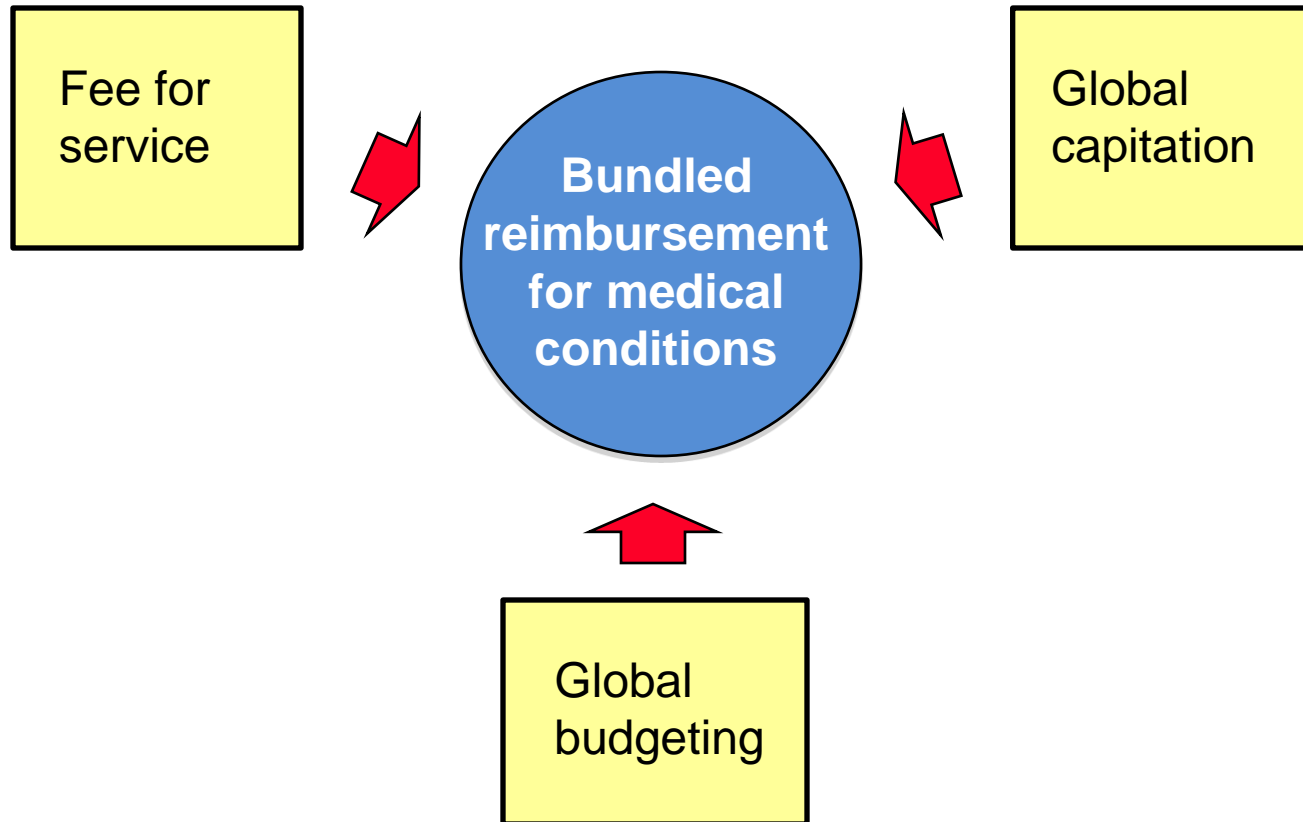 Fee for
service
Bundled
reimbursement
for medical
conditions
Global
capitation
Global
budgeting